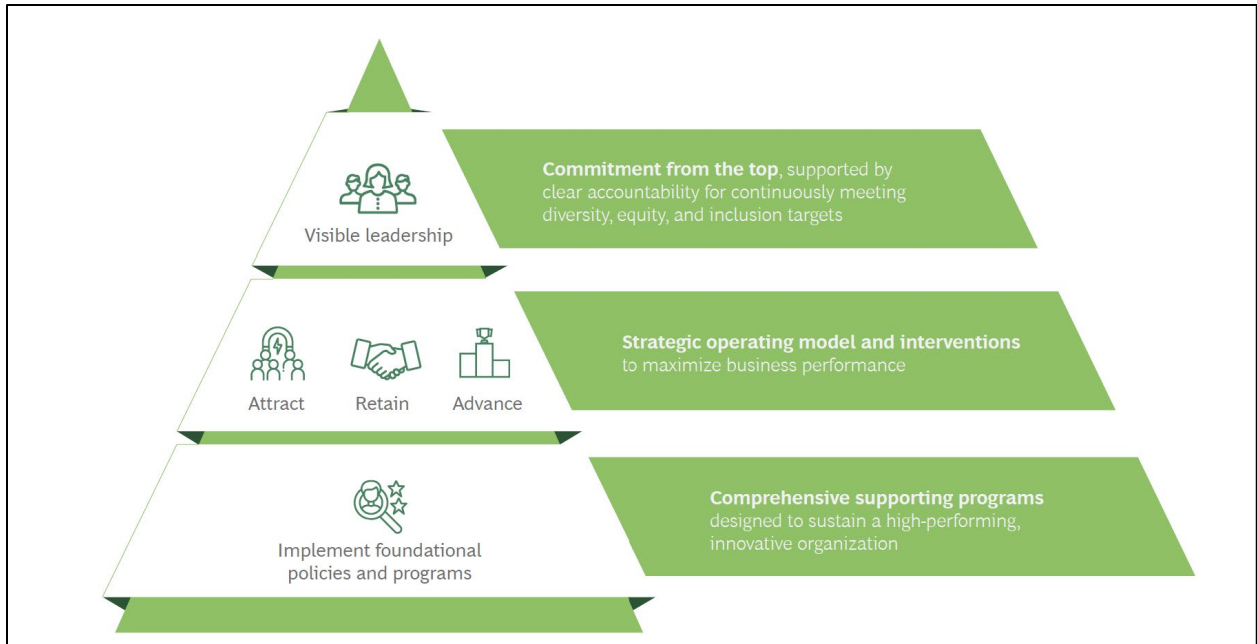 Visible leadership
Commitment from the top, supported by
clear accountability for continuously meeting
diversity, equity, and inclusion targets
Attract
Retain
Advance
Strategic operating model and interventions
to maximize business performance
Implement foundational
policies and programs
Comprehensive supporting programs
designed to sustain a high-performing,
innovative organization